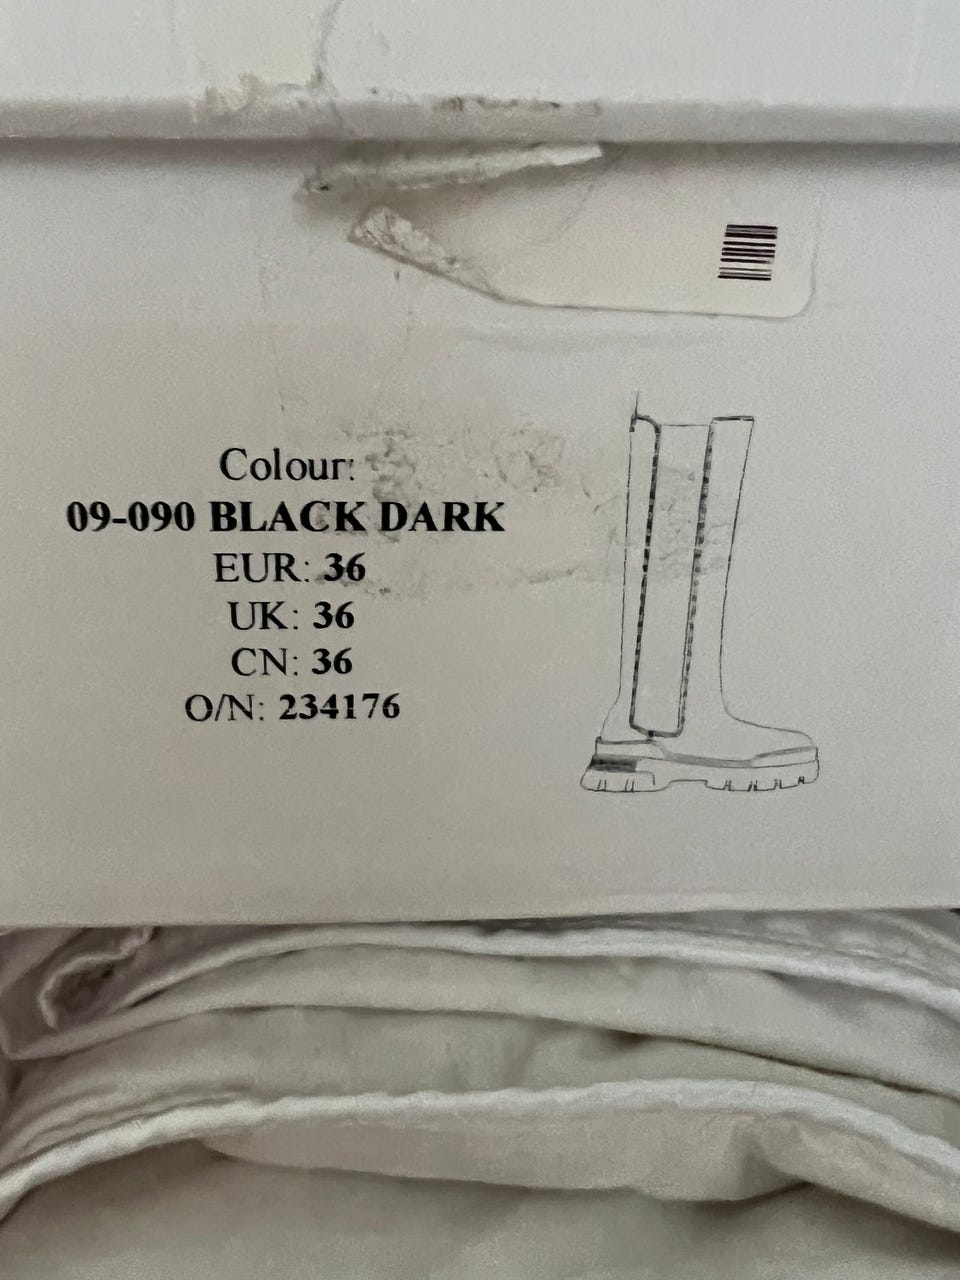 Colour:
09-090 BLACK DARK
EUR: 36
UK: 36
CN: 36
O/N: 234176